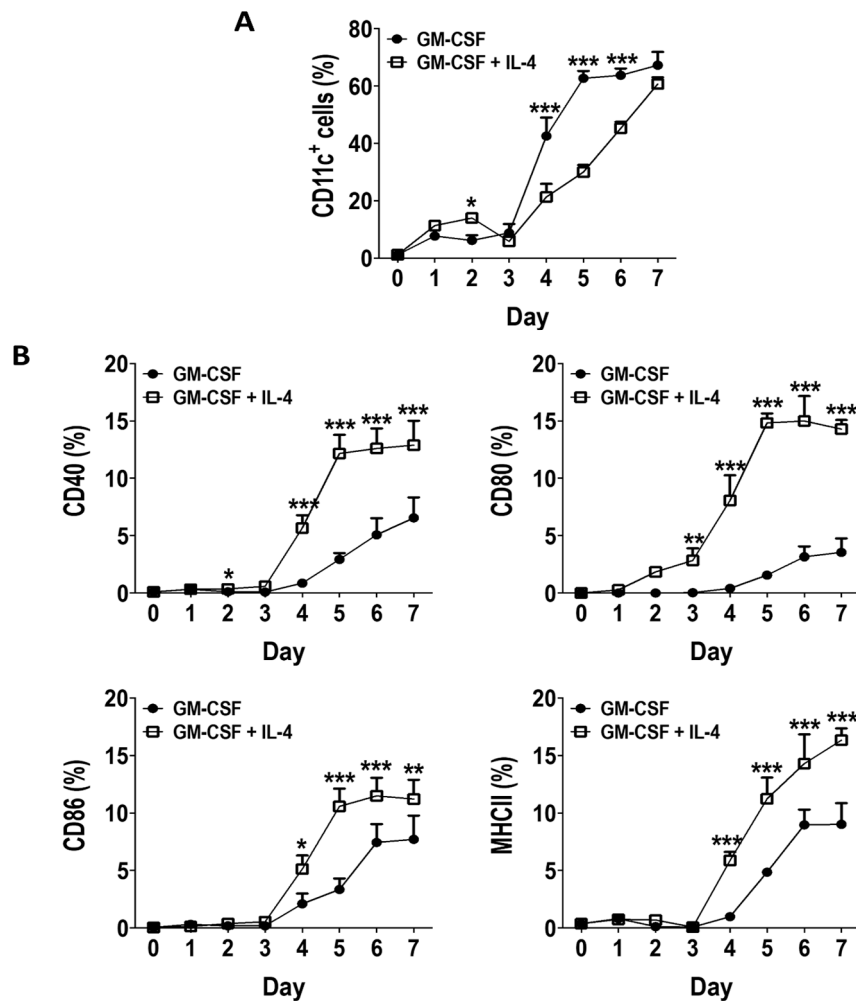 A
GM-CSF
GM-CSF + IL-4
CD11c+ cells (%)
80
60
40
20
0
* *** *** ***
0 1 2 3 4 5 6 7
Day
B
GM-CSF
GM-CSF + IL-4
CD40 (%)
20
15
10
5
0
* *** *** *** ***
0 1 2 3 4 5 6 7
Day
GM-CSF
GM-CSF + IL-4
CD80 (%)
20
15
10
5
0
** *** *** *** ***
0 1 2 3 4 5 6 7
Day
GM-CSF
GM-CSF + IL-4
CD86 (%)
20
15
10
5
0
* *** *** **
0 1 2 3 4 5 6 7
Day
GM-CSF
GM-CSF + IL-4
MHCII (%)
20
15
10
5
0
*** *** *** ***
0 1 2 3 4 5 6 7
Day